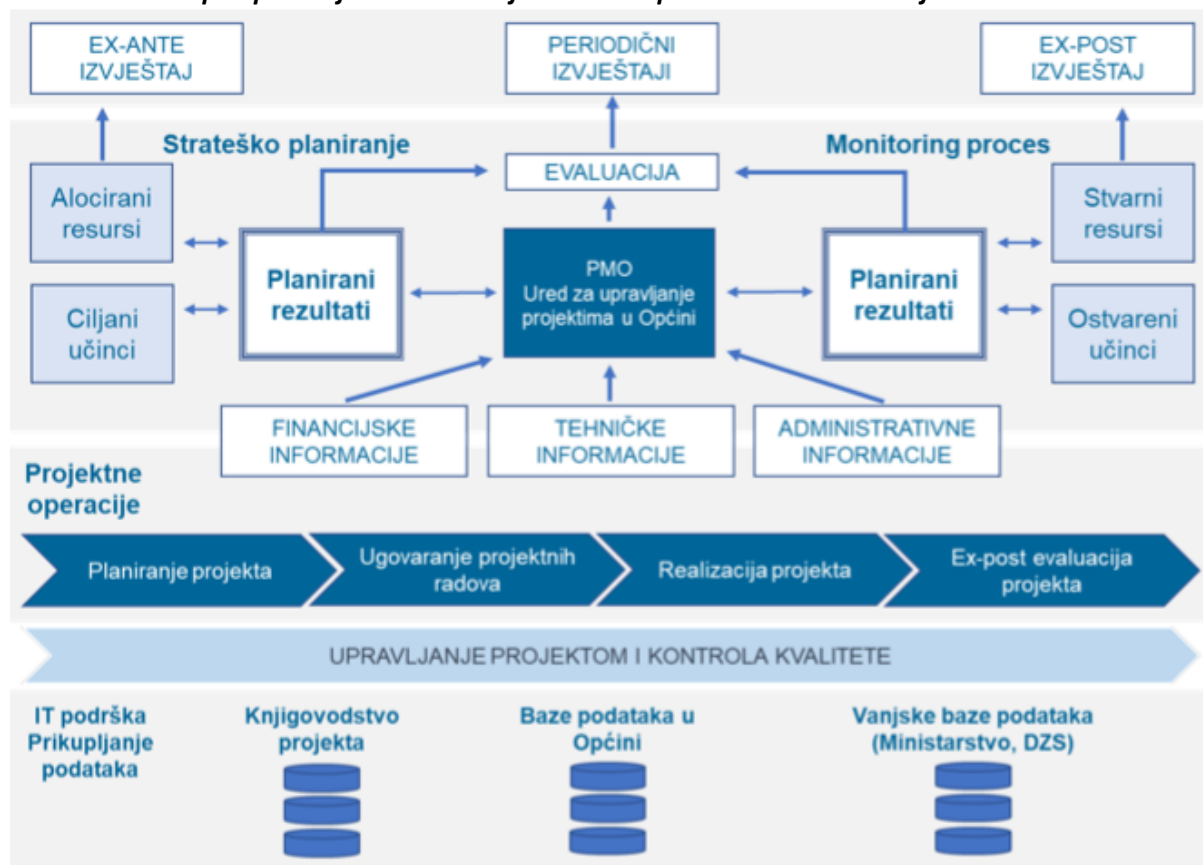 EX-ANTE
IZVJEŠTAJ
PERIODIČNI
IZVJEŠTAJI
EX-POST
IZVJEŠTAJ
Strateško planiranje
Monitoring proces
EVALUACIJA
Alocirani
resursi
Stvarni
resursi
Planirani
rezultati
PMO
Ured za upravljanje
projektima u Općini
Planirani
rezultati
Ciljani
učinci
Ostvareni
učinci
FINANCIJSKE
INFORMACIJE
TEHNIČKE
INFORMACIJE
ADMINISTRATIVNE
INFORMACIJE
Projektne
operacije
Planiranje projekta
Ugovaranje projektnih
radova
Realizacija projekta
Ex-post evaluacija
projekta
UPRAVLJANJE PROJEKTOM I KONTROLA KVALITETE
IT podrška
Prikupljanje
podataka
Knjigovodstvo
projekta
Baze podataka u
Općini
Vanjske baze podataka
(Ministarstvo, DZS)